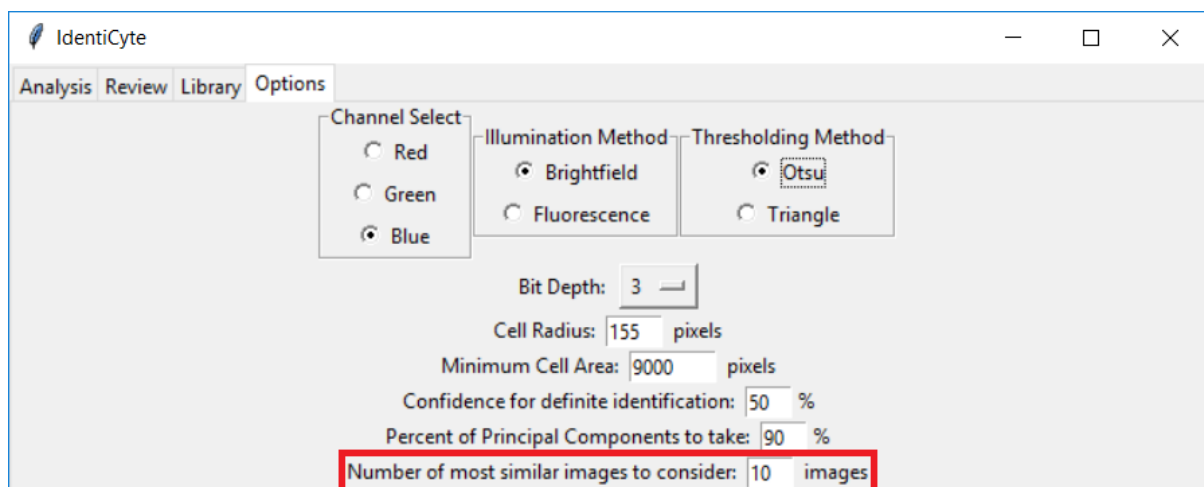 IdentiCyte
Analysis Review Library Options
Channel Select
Red
Green
Blue
Illumination Method
Brightfield
Fluorescence
Thresholding Method
Otsu
Triangle
Bit Depth: 3
Cell Radius: 155 pixels
Minimum Cell Area: 9000 pixels
Confidence for definite identification: 50 %
Percent of Principal Components to take: 90 %
Number of most similar images to consider: 10 images